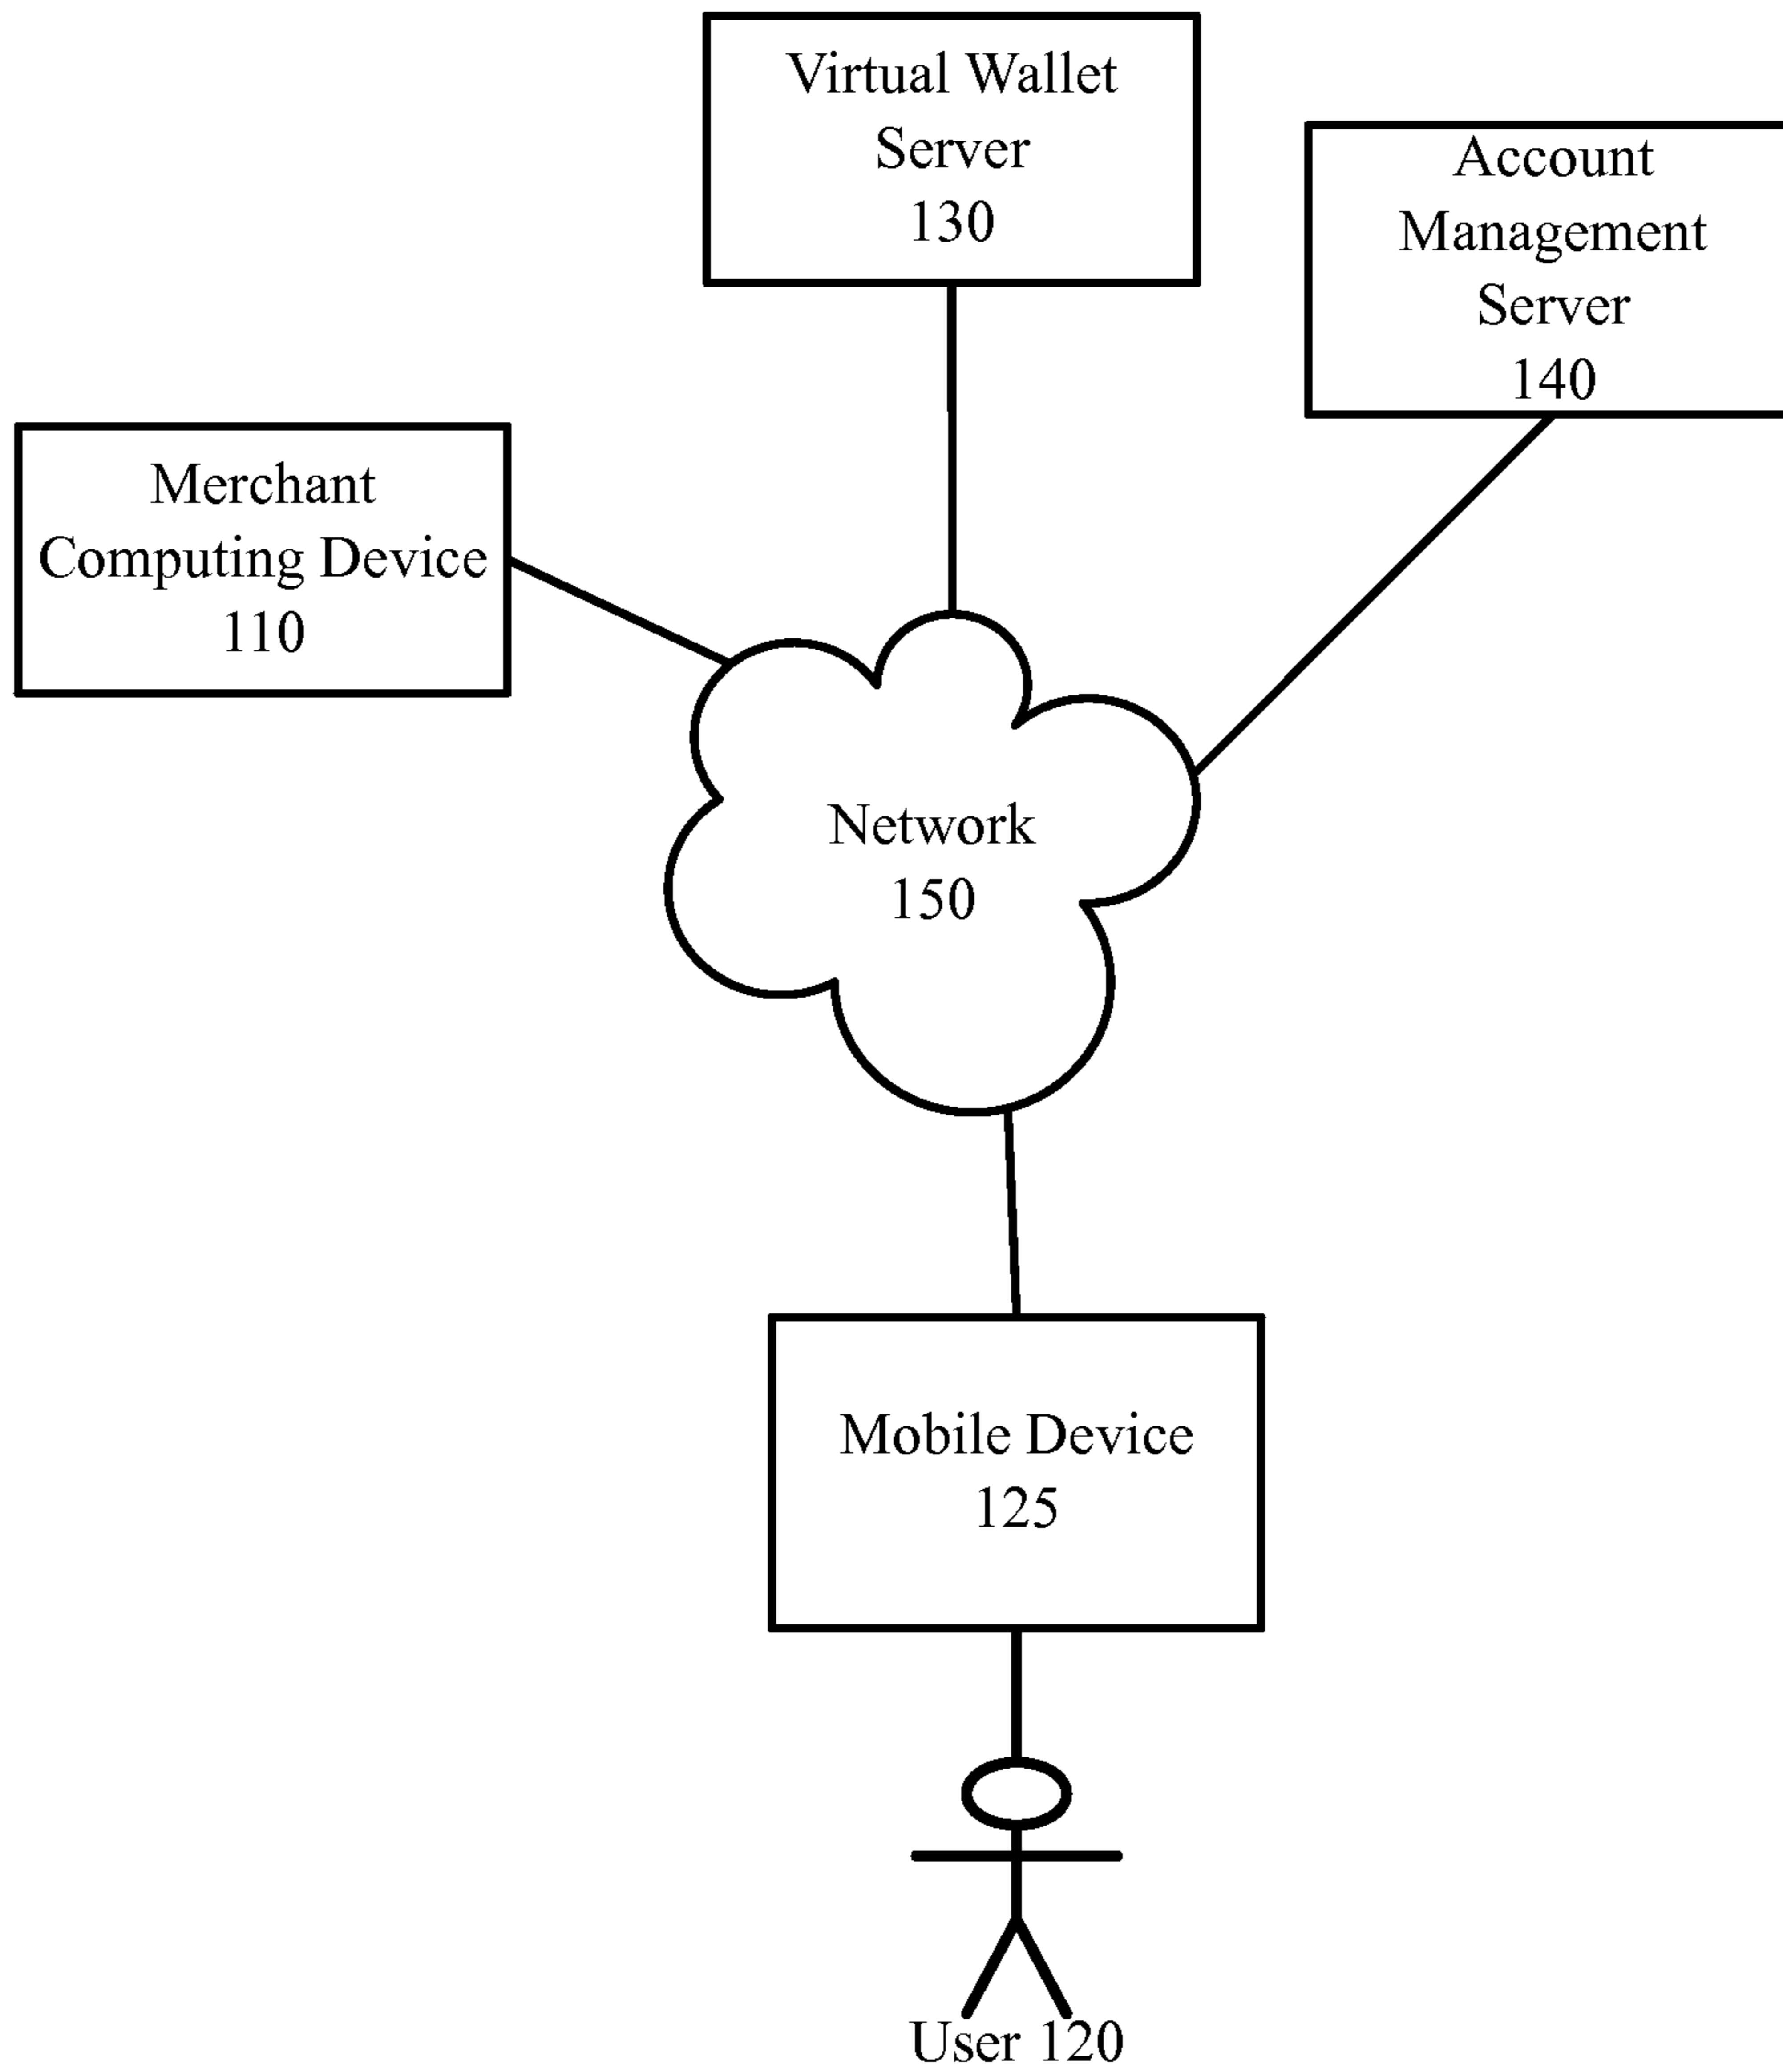 Virtual Wallet
Server
130
Account
Management
Server
140
Merchant
Computing Device
110
Network
150
Mobile Device
125
User 120